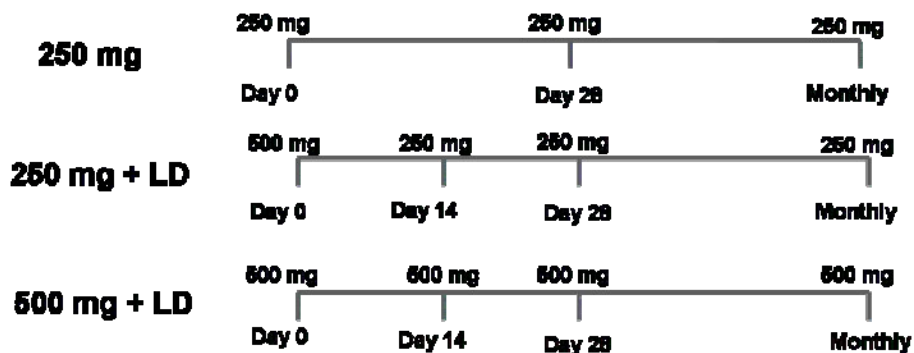 250 mg 250 mg 250 mg
250 mg
Day 0 Day 28 Monthly
500 mg 250 mg 250 mg 250 mg
250 mg + LD
Day 0 Day 14 Day 28 Monthly
500 mg 500 mg 500 mg 500 mg
500 mg + LD
Day 0 Day 14 Day 28 Monthly